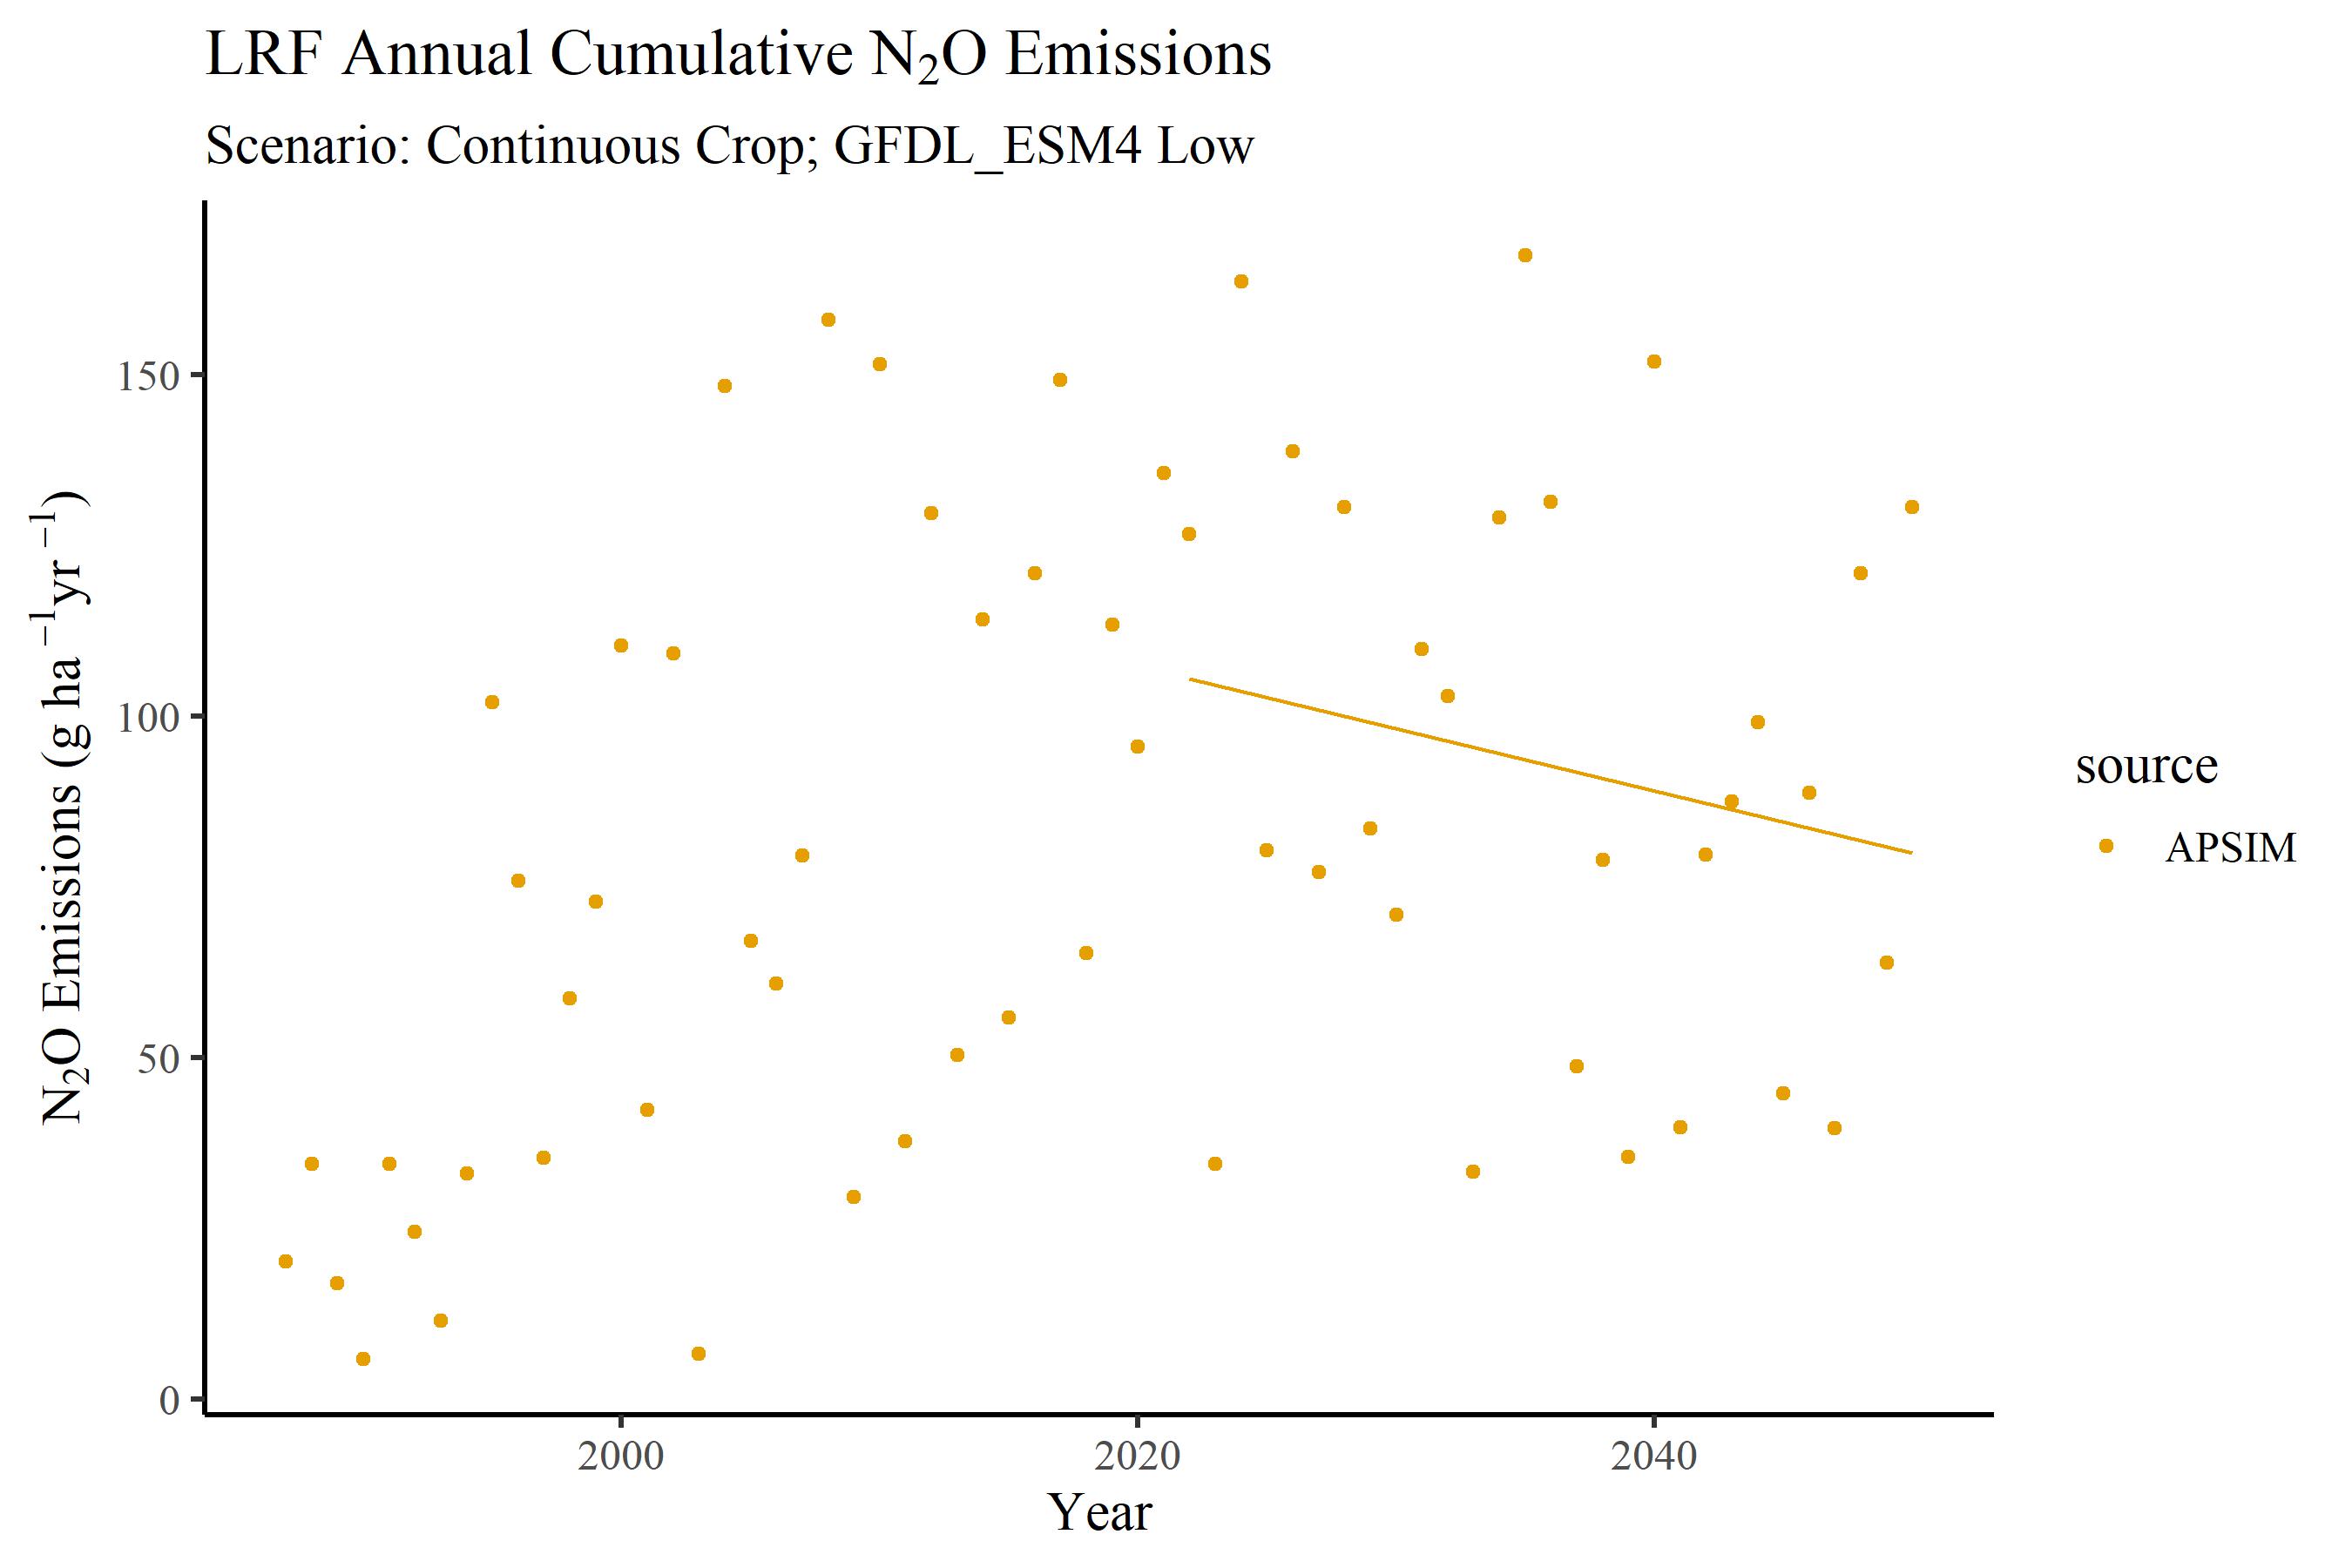 LRF Annual Cumulative N₂O Emissions
Scenario: Continuous Crop; GFDL_ESM4 Low
N₂O Emissions (g ha ⁻¹yr ⁻¹)
150
100
50
0
2000
2020
2040
Year
source
APSIM